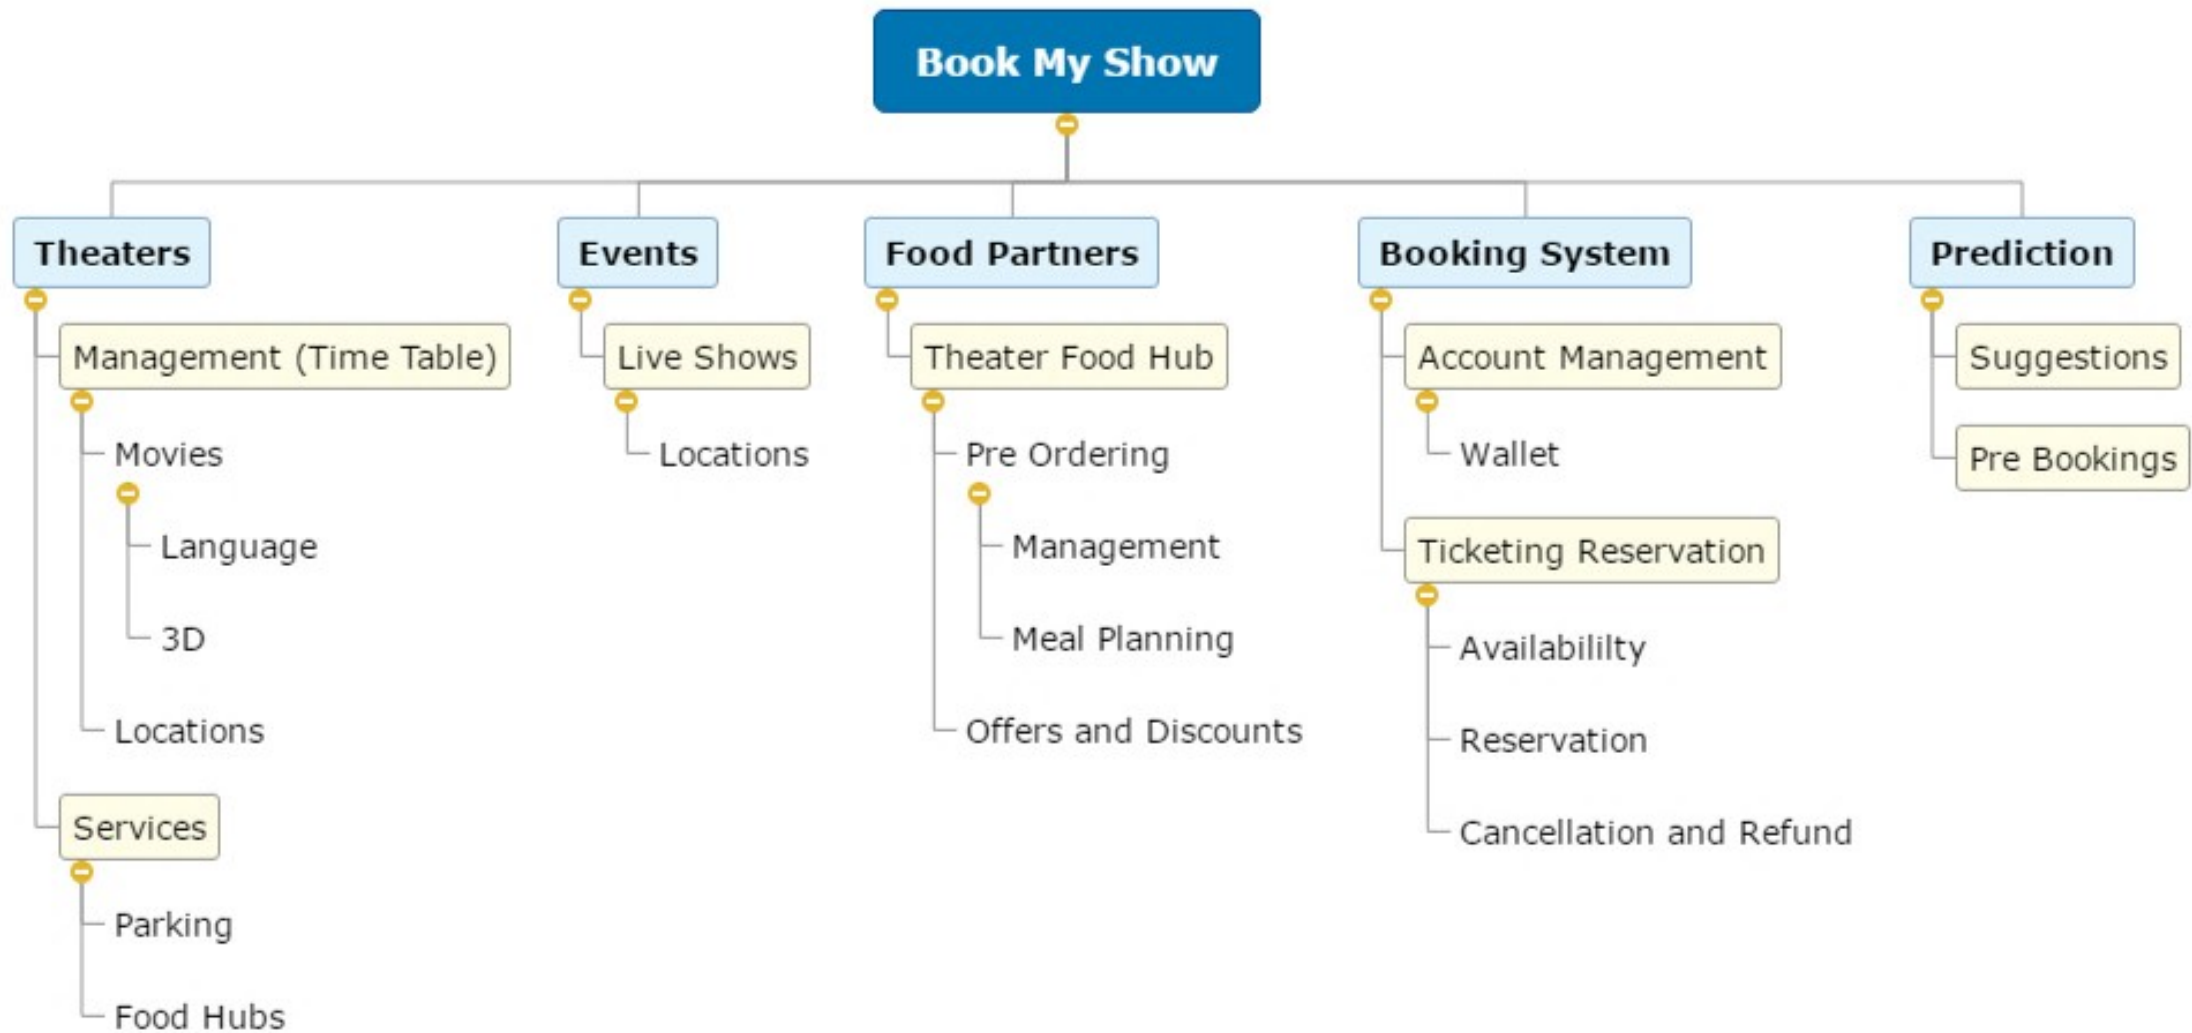 Book My Show
Theaters
Management (Time Table)
Movies
Language
3D
Locations
Services
Parking
Food Hubs
Events
Live Shows
Locations
Food Partners
Theater Food Hub
Pre Ordering
Management
Meal Planning
Offers and Discounts
Booking System
Account Management
Wallet
Ticketing Reservation
Availabililty
Reservation
Cancellation and Refund
Prediction
Suggestions
Pre Bookings